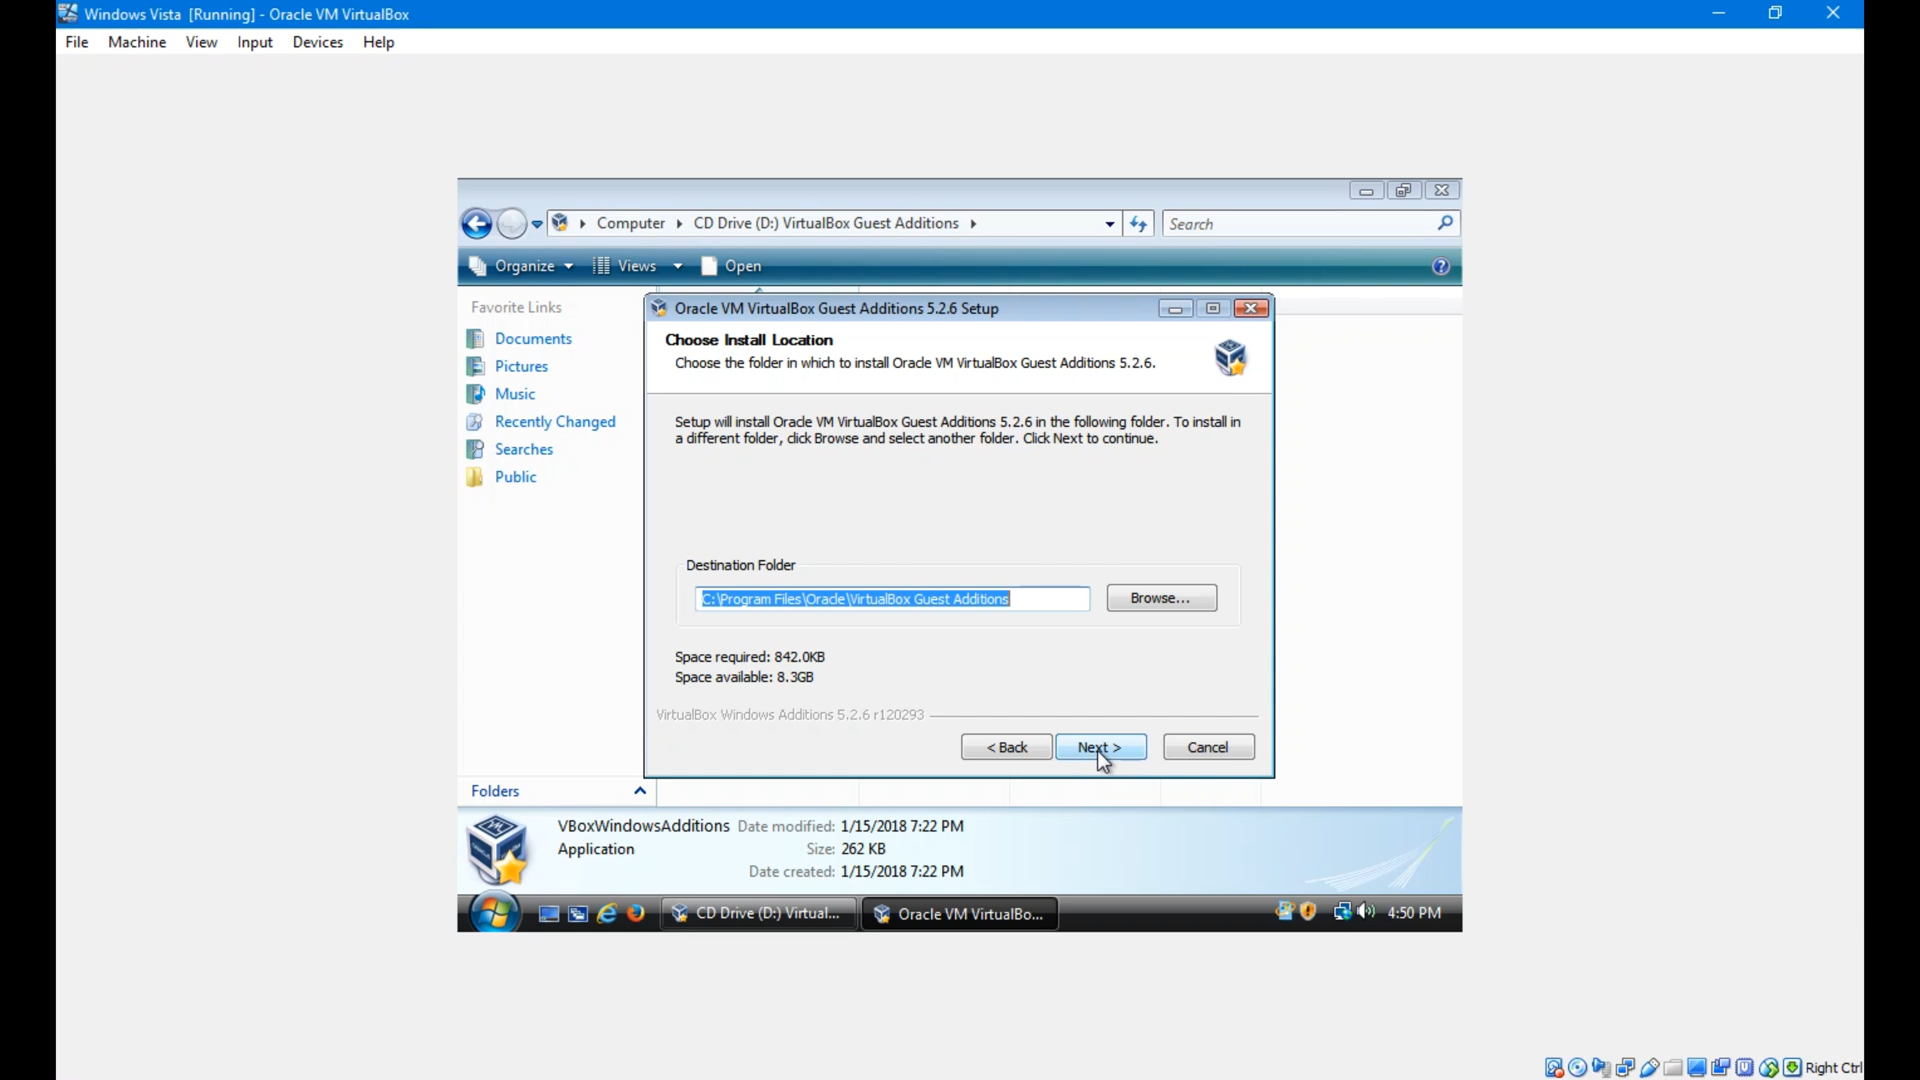 Windows Vista [Running] - Oracle VM VirtualBox
File Machine View Input Devices Help
Computer CD Drive (D:) VirtualBox Guest Additions Search
Organize Views Open
Favorite Links
Documents
Pictures
Music
Recently Changed
Searches
Public
Folders
Oracle VM VirtualBox Guest Additions 5.2.6 Setup
Choose Install Location
Choose the folder in which to install Oracle VM VirtualBox Guest Additions 5.2.6.
Setup will install Oracle VM VirtualBox Guest Additions 5.2.6 in the following folder. To install in
a different folder, click Browse and select another folder. Click Next to continue.
Destination Folder
C:\Program Files\Oracle\VirtualBox Guest Additions Browse...
Space required: 842.0KB
Space available: 8.3GB
VirtualBox Windows Additions 5.2.6 r120293
< Back Next > Cancel
VBoxWindowsAdditions Date modified: 1/15/2018 7:22 PM
Application Size: 262 KB
Date created: 1/15/2018 7:22 PM
CD Drive (D:) Virtual... Oracle VM VirtualBo... 4:50 PM
Right Ctrl